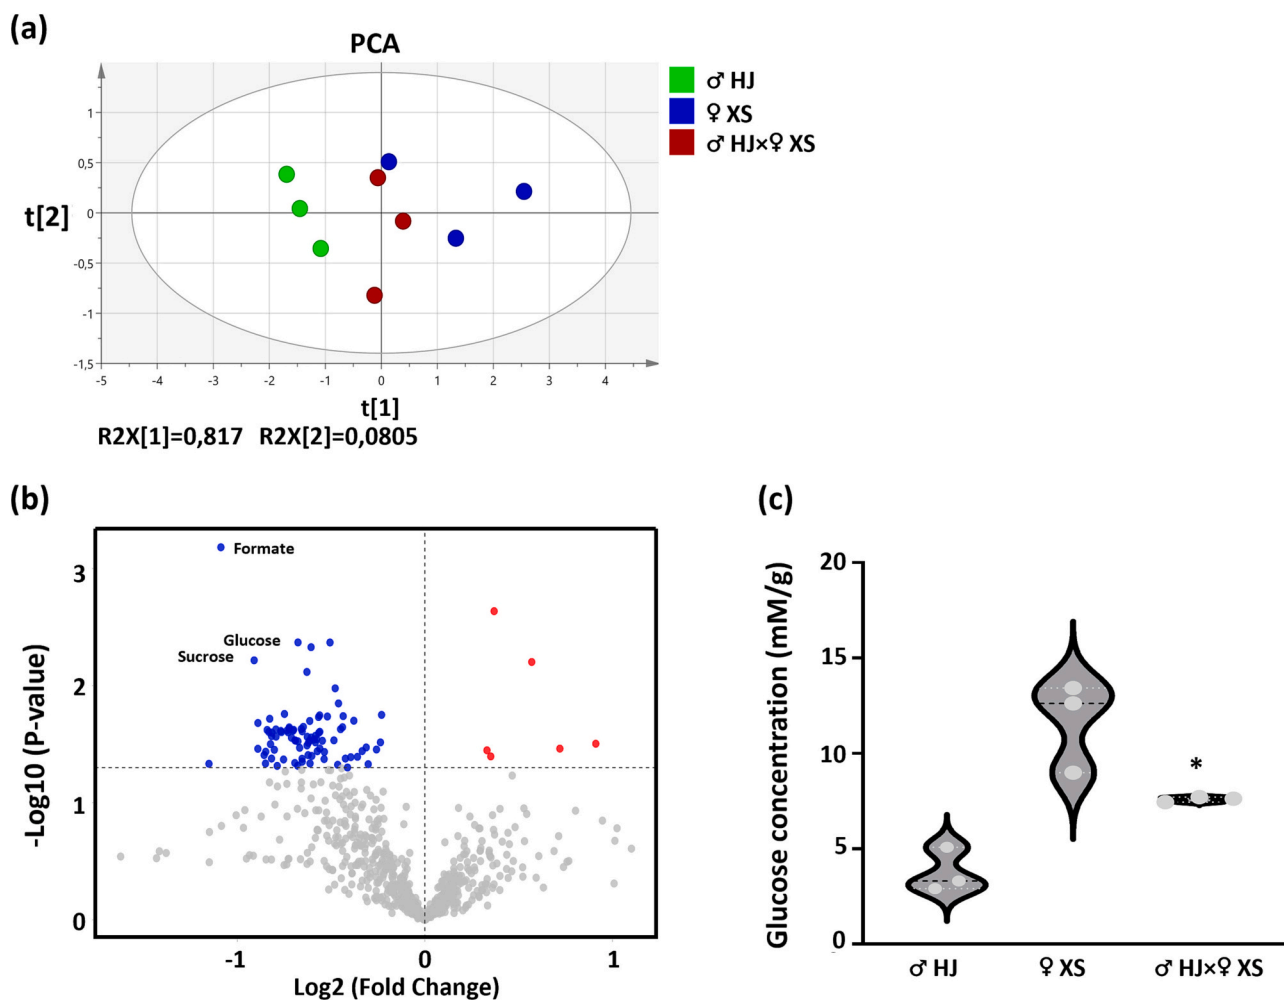 (a)
PCA
♂ HJ
♀ XS
♂ HJ×♀ XS
t[2]
1
0,5
0
-0,5
-1
-1,5
-5 -4 -3 -2 -1 0 1 2 3 4
t[1]
R2X[1]=0,817 R2X[2]=0,0805
(b)
Formate
Glucose
Sucrose
-Log10 (P-value)
3
2
1
0
-1 0 1
Log2 (Fold Change)
(c)
Glucose concentration (mM/g)
20
15
10
5
0
*
♂ HJ ♀ XS ♂ HJ×♀ XS